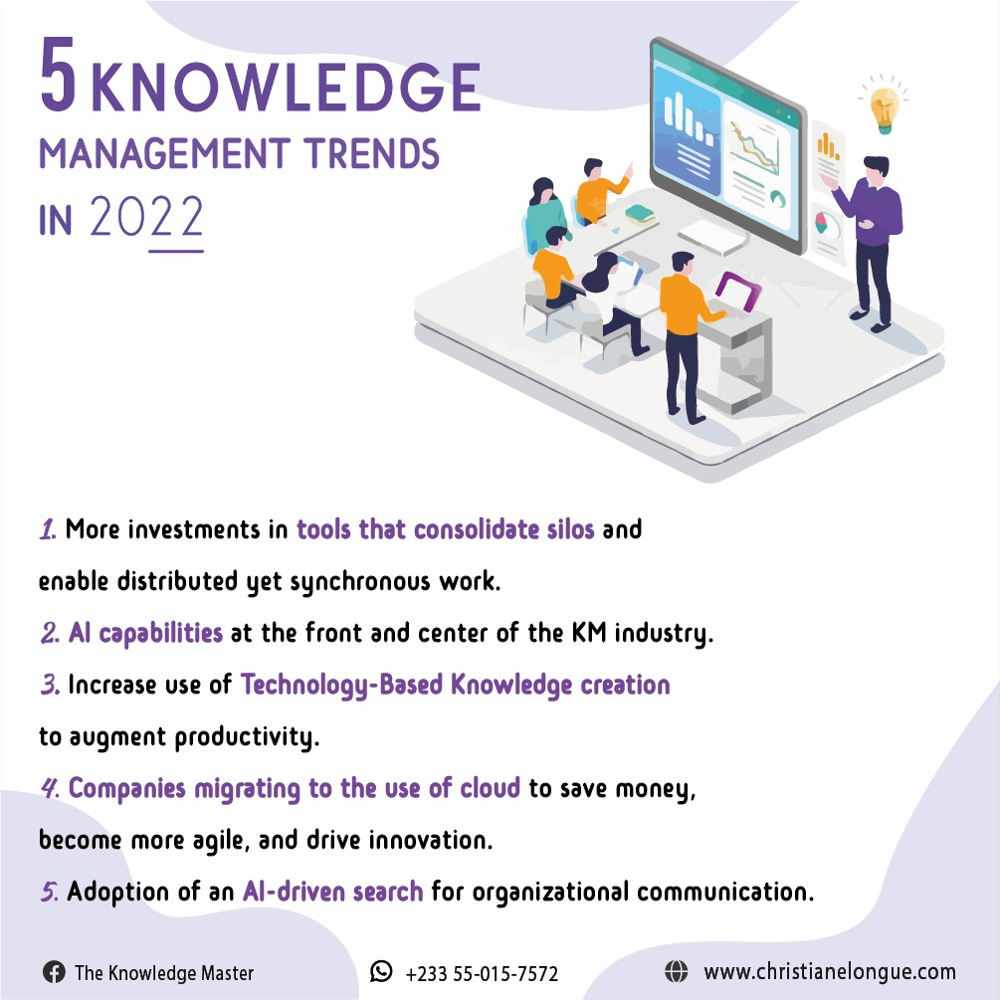 5 KNOWLEDGE
MANAGEMENT TRENDS
IN 2022
1. More investments in tools that consolidate silos and
enable distributed yet synchronous work.
2. AI capabilities at the front and center of the KM industry.
3. Increase use of Technology-Based Knowledge creation
to augment productivity.
4. Companies migrating to the use of cloud to save money,
become more agile, and drive innovation.
5. Adoption of an AI-driven search for organizational communication.
The Knowledge Master
+233 55-015-7572
www.christianelongue.com